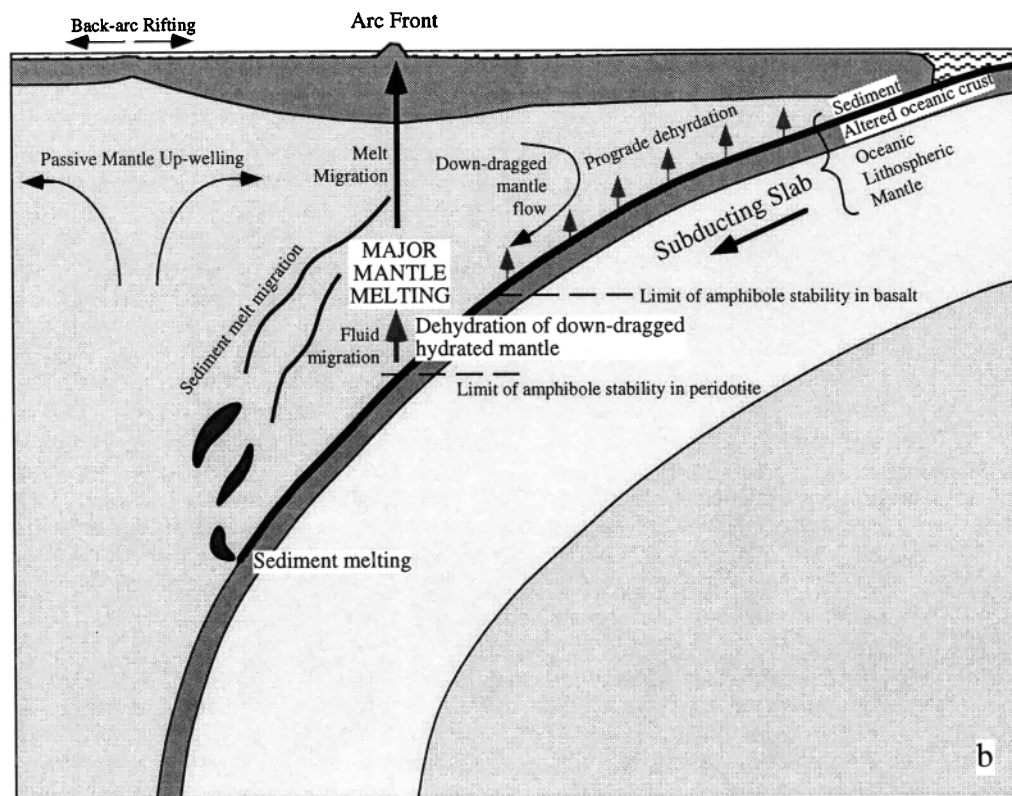 Back-arc Rifting
Arc Front
Passive Mantle Up-welling
Melt
Migration
Down-dragged
mantle
flow
Prograde dehyrdation
Sediment
Altered oceanic crust
Oceanic
Lithospheric
Mantle
Subducting Slab
Sediment melt migration
MAJOR
MANTLE
MELTING
Limit of amphibole stability in basalt
Fluid
migration
Dehydration of down-dragged
hydrated mantle
Limit of amphibole stability in peridotite
Sediment melting
b